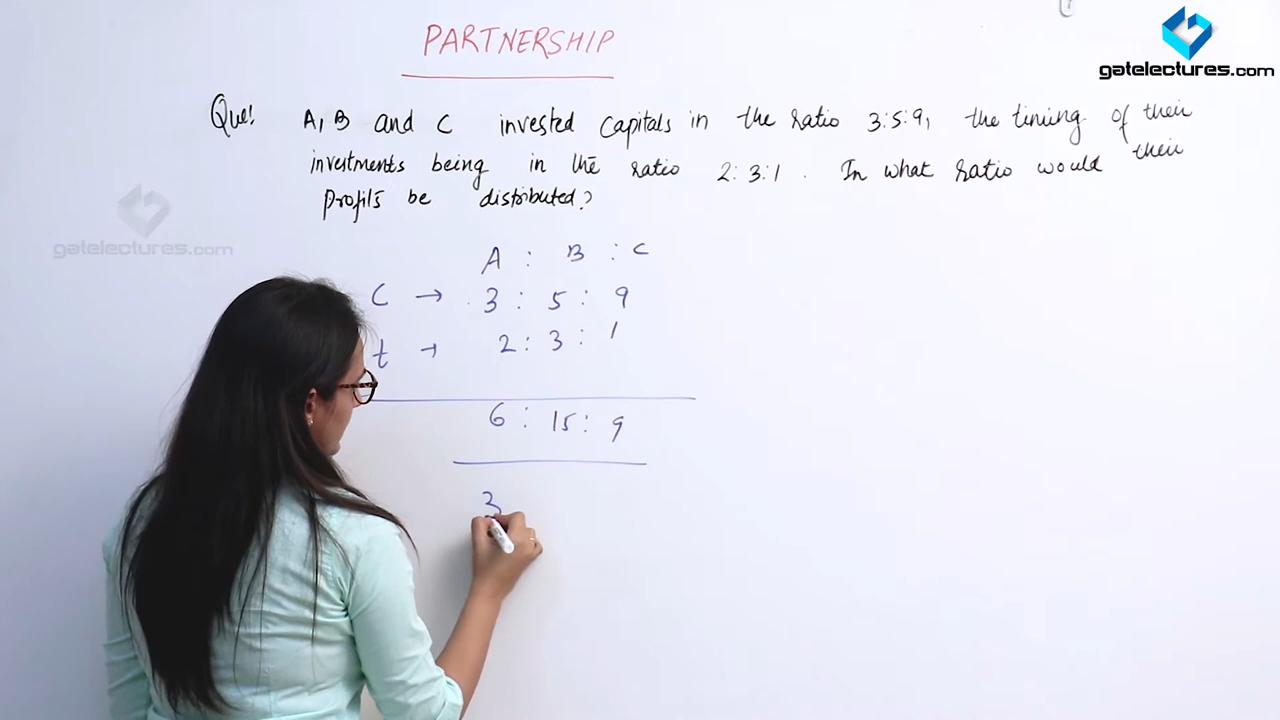 PARTNERSHIP
gatelectures.com
Que! A, B and C invested Capitals in the ratio 3:5:9, the timing of their
investments being in the ratio 2:3:1. In what ratio would their
profits be distributed?
gatelectures.com
A : B : C
C → 3 : 5 : 9
t → 2 : 3 : 1
6 : 15 : 9
3